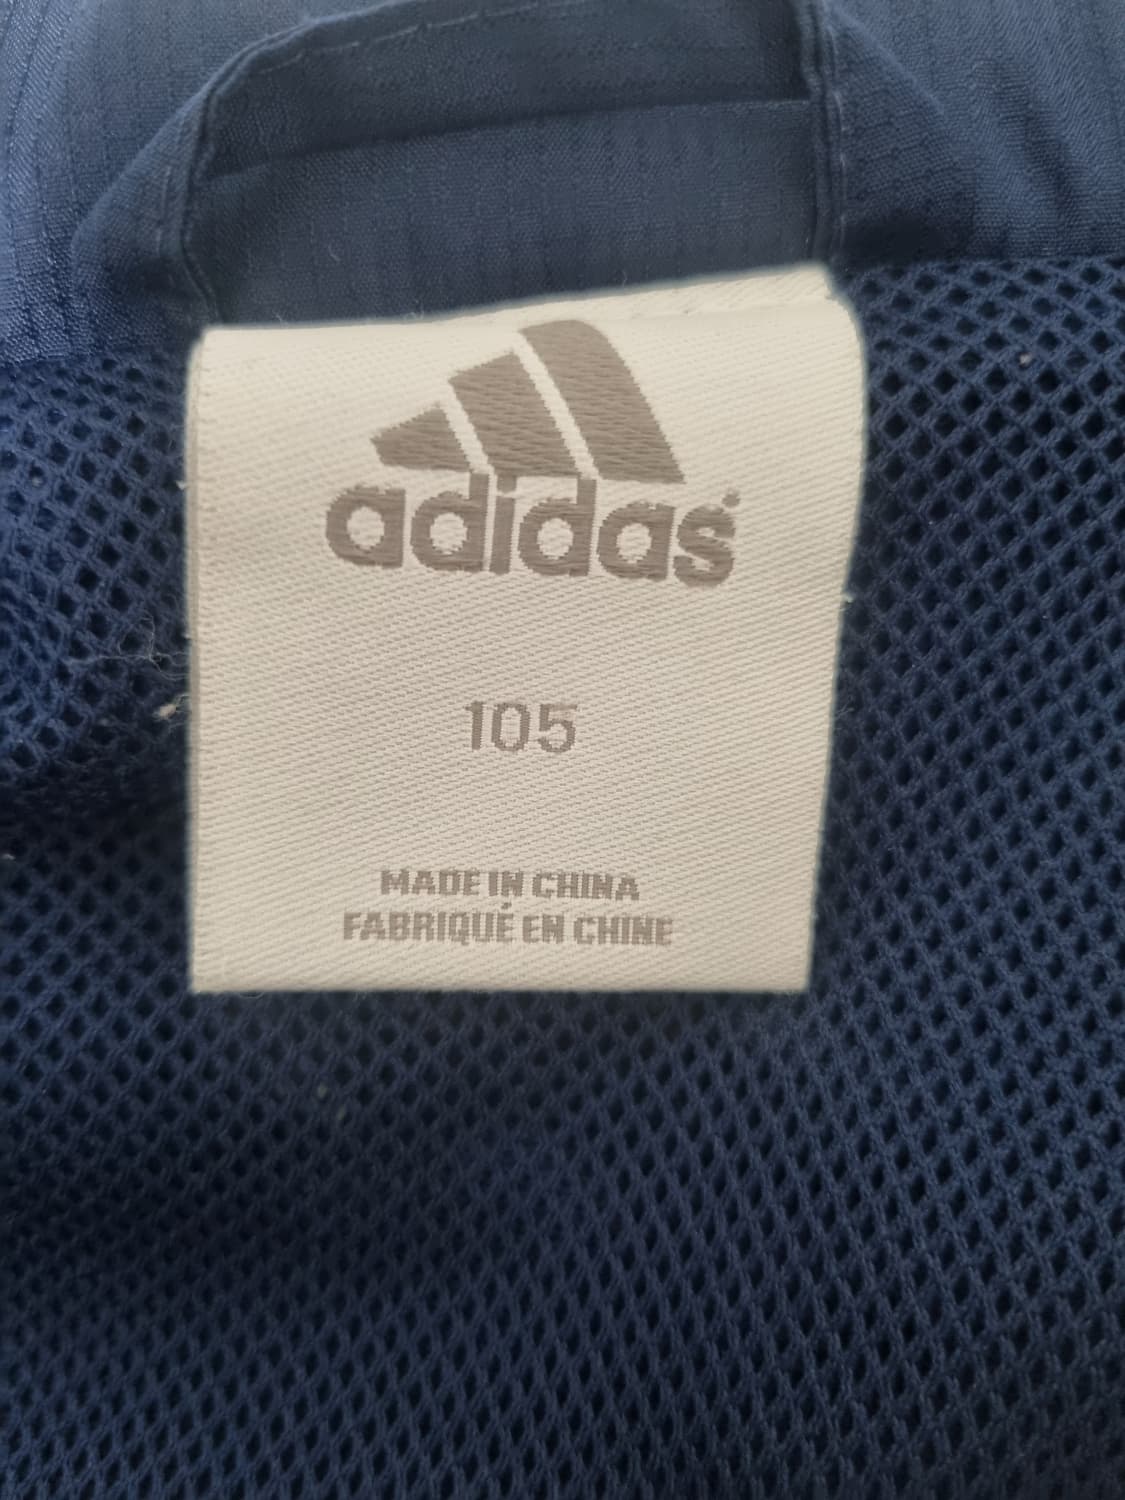 adidas
105
MADE IN CHINA
FABRIQUÉ EN CHINE